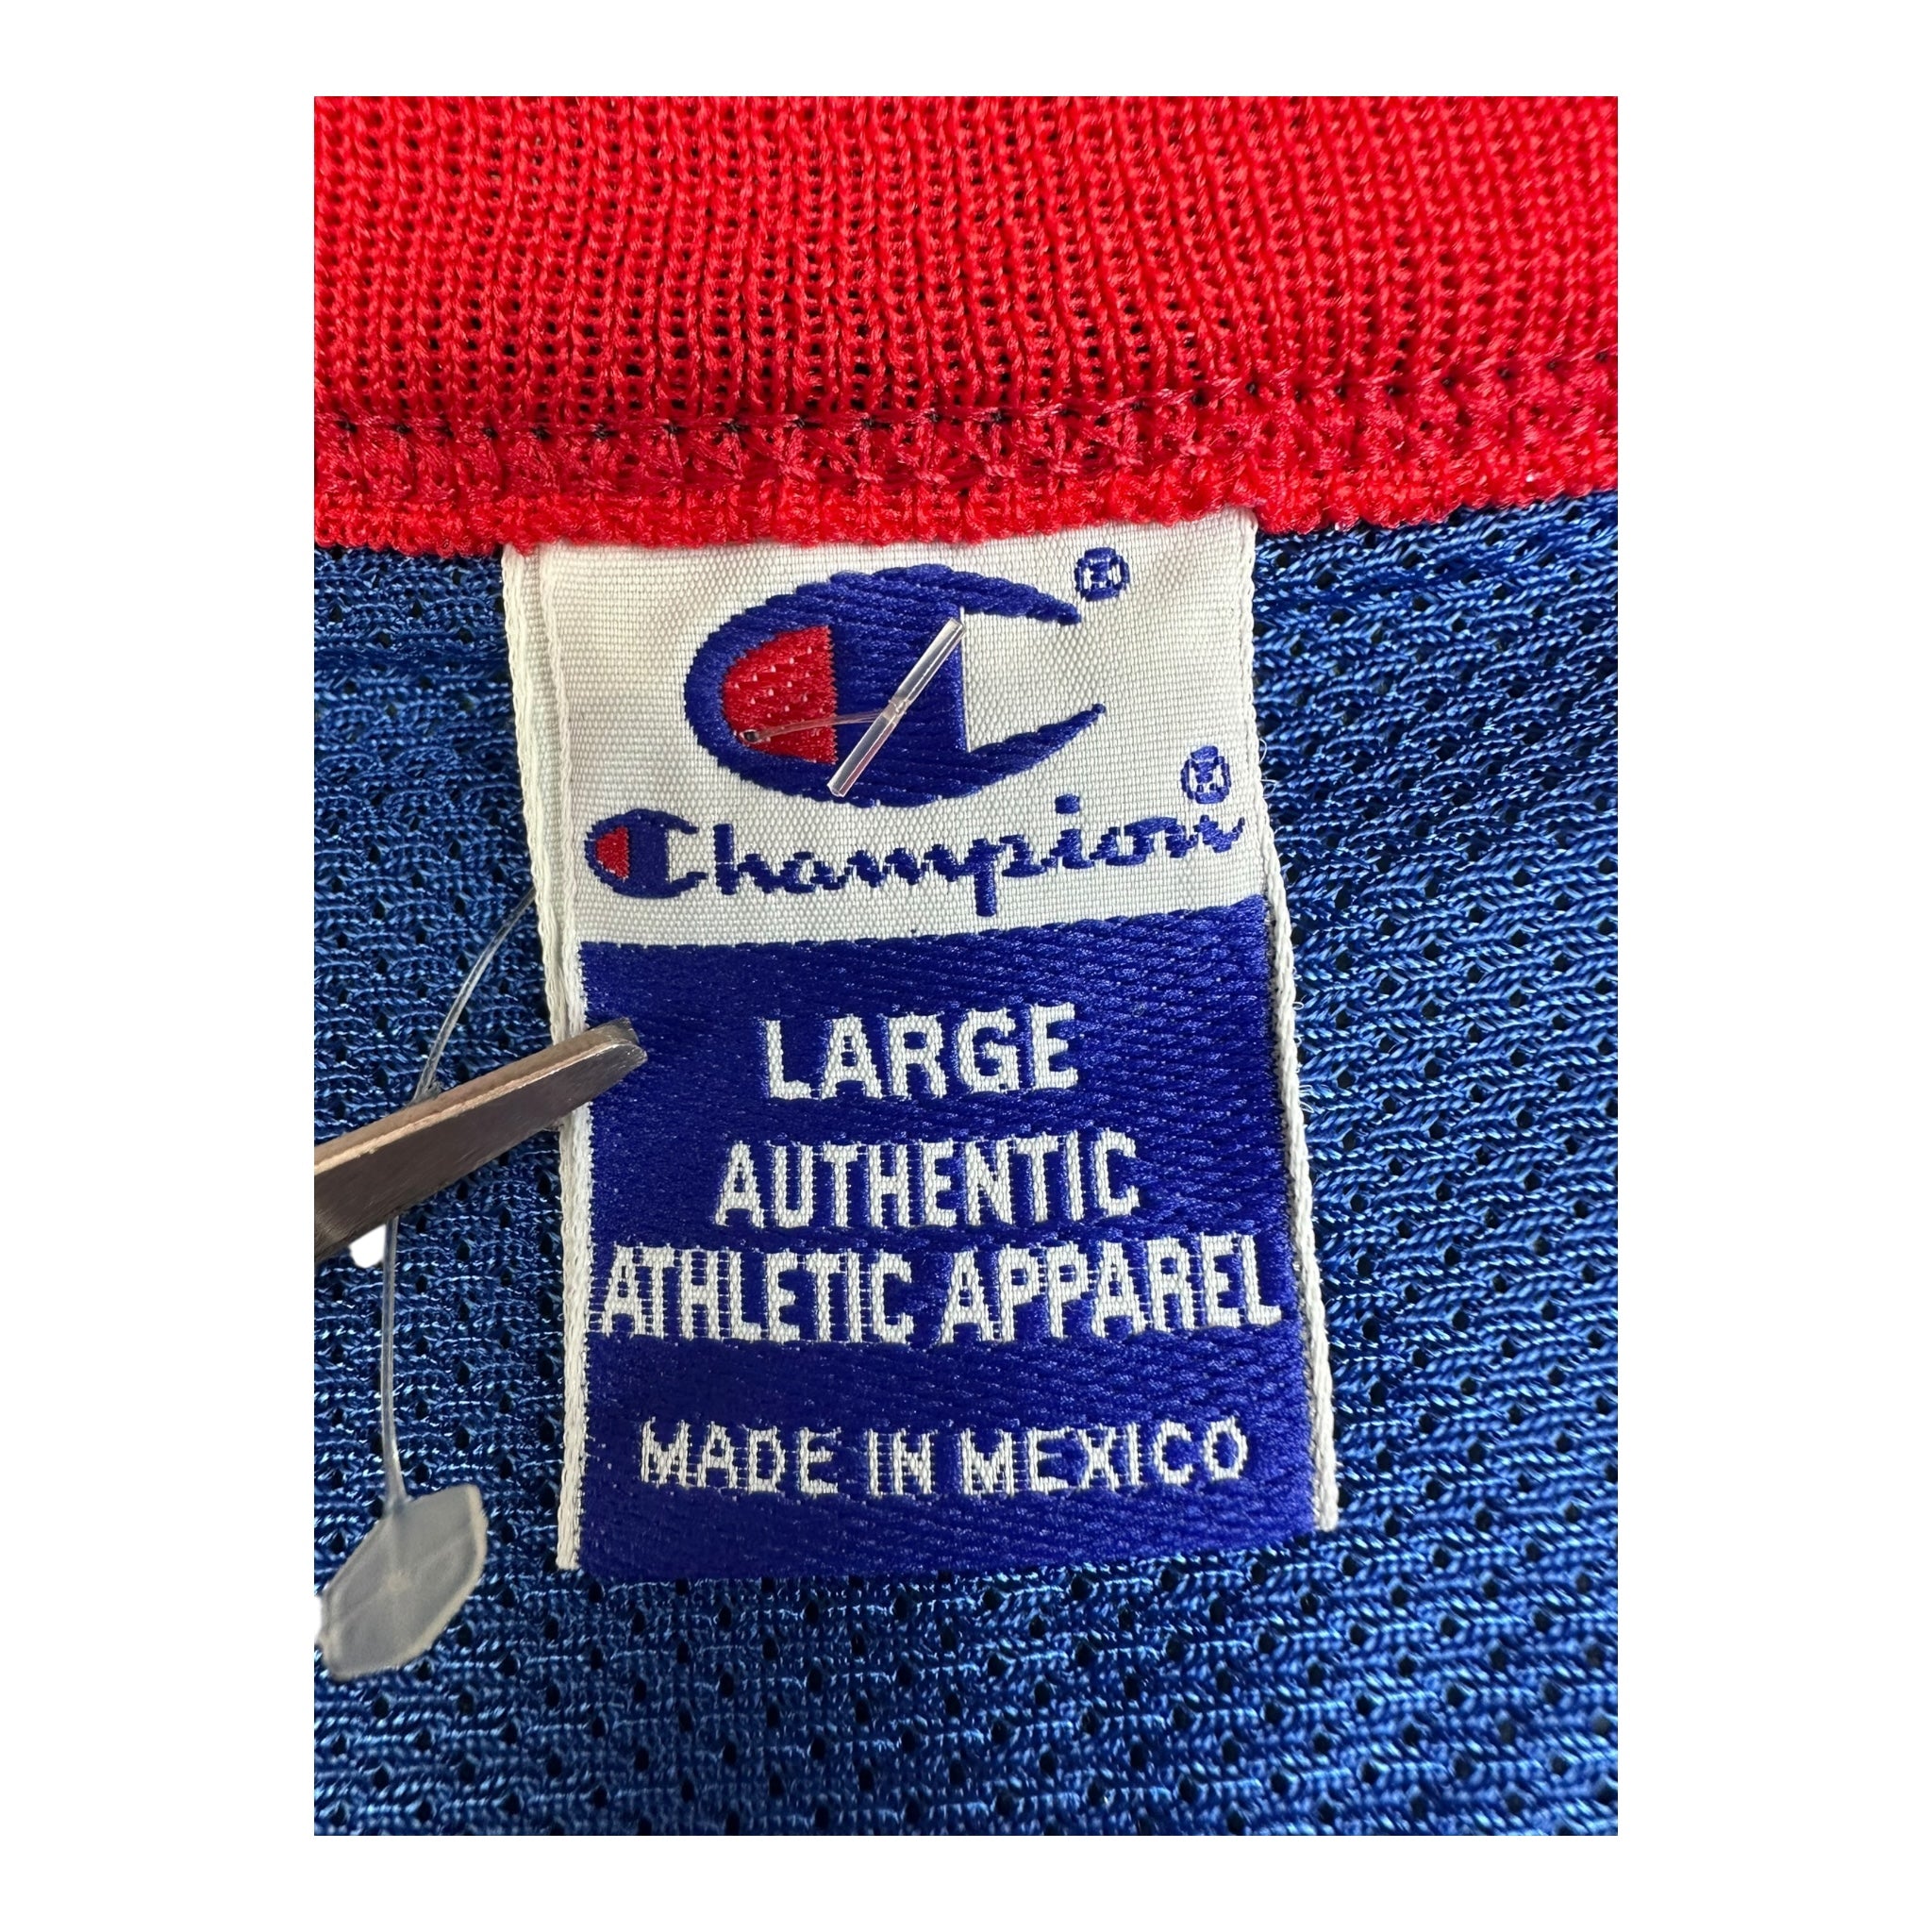 ®
Champion®
LARGE
AUTHENTIC
ATHLETIC APPAREL
MADE IN MEXICO